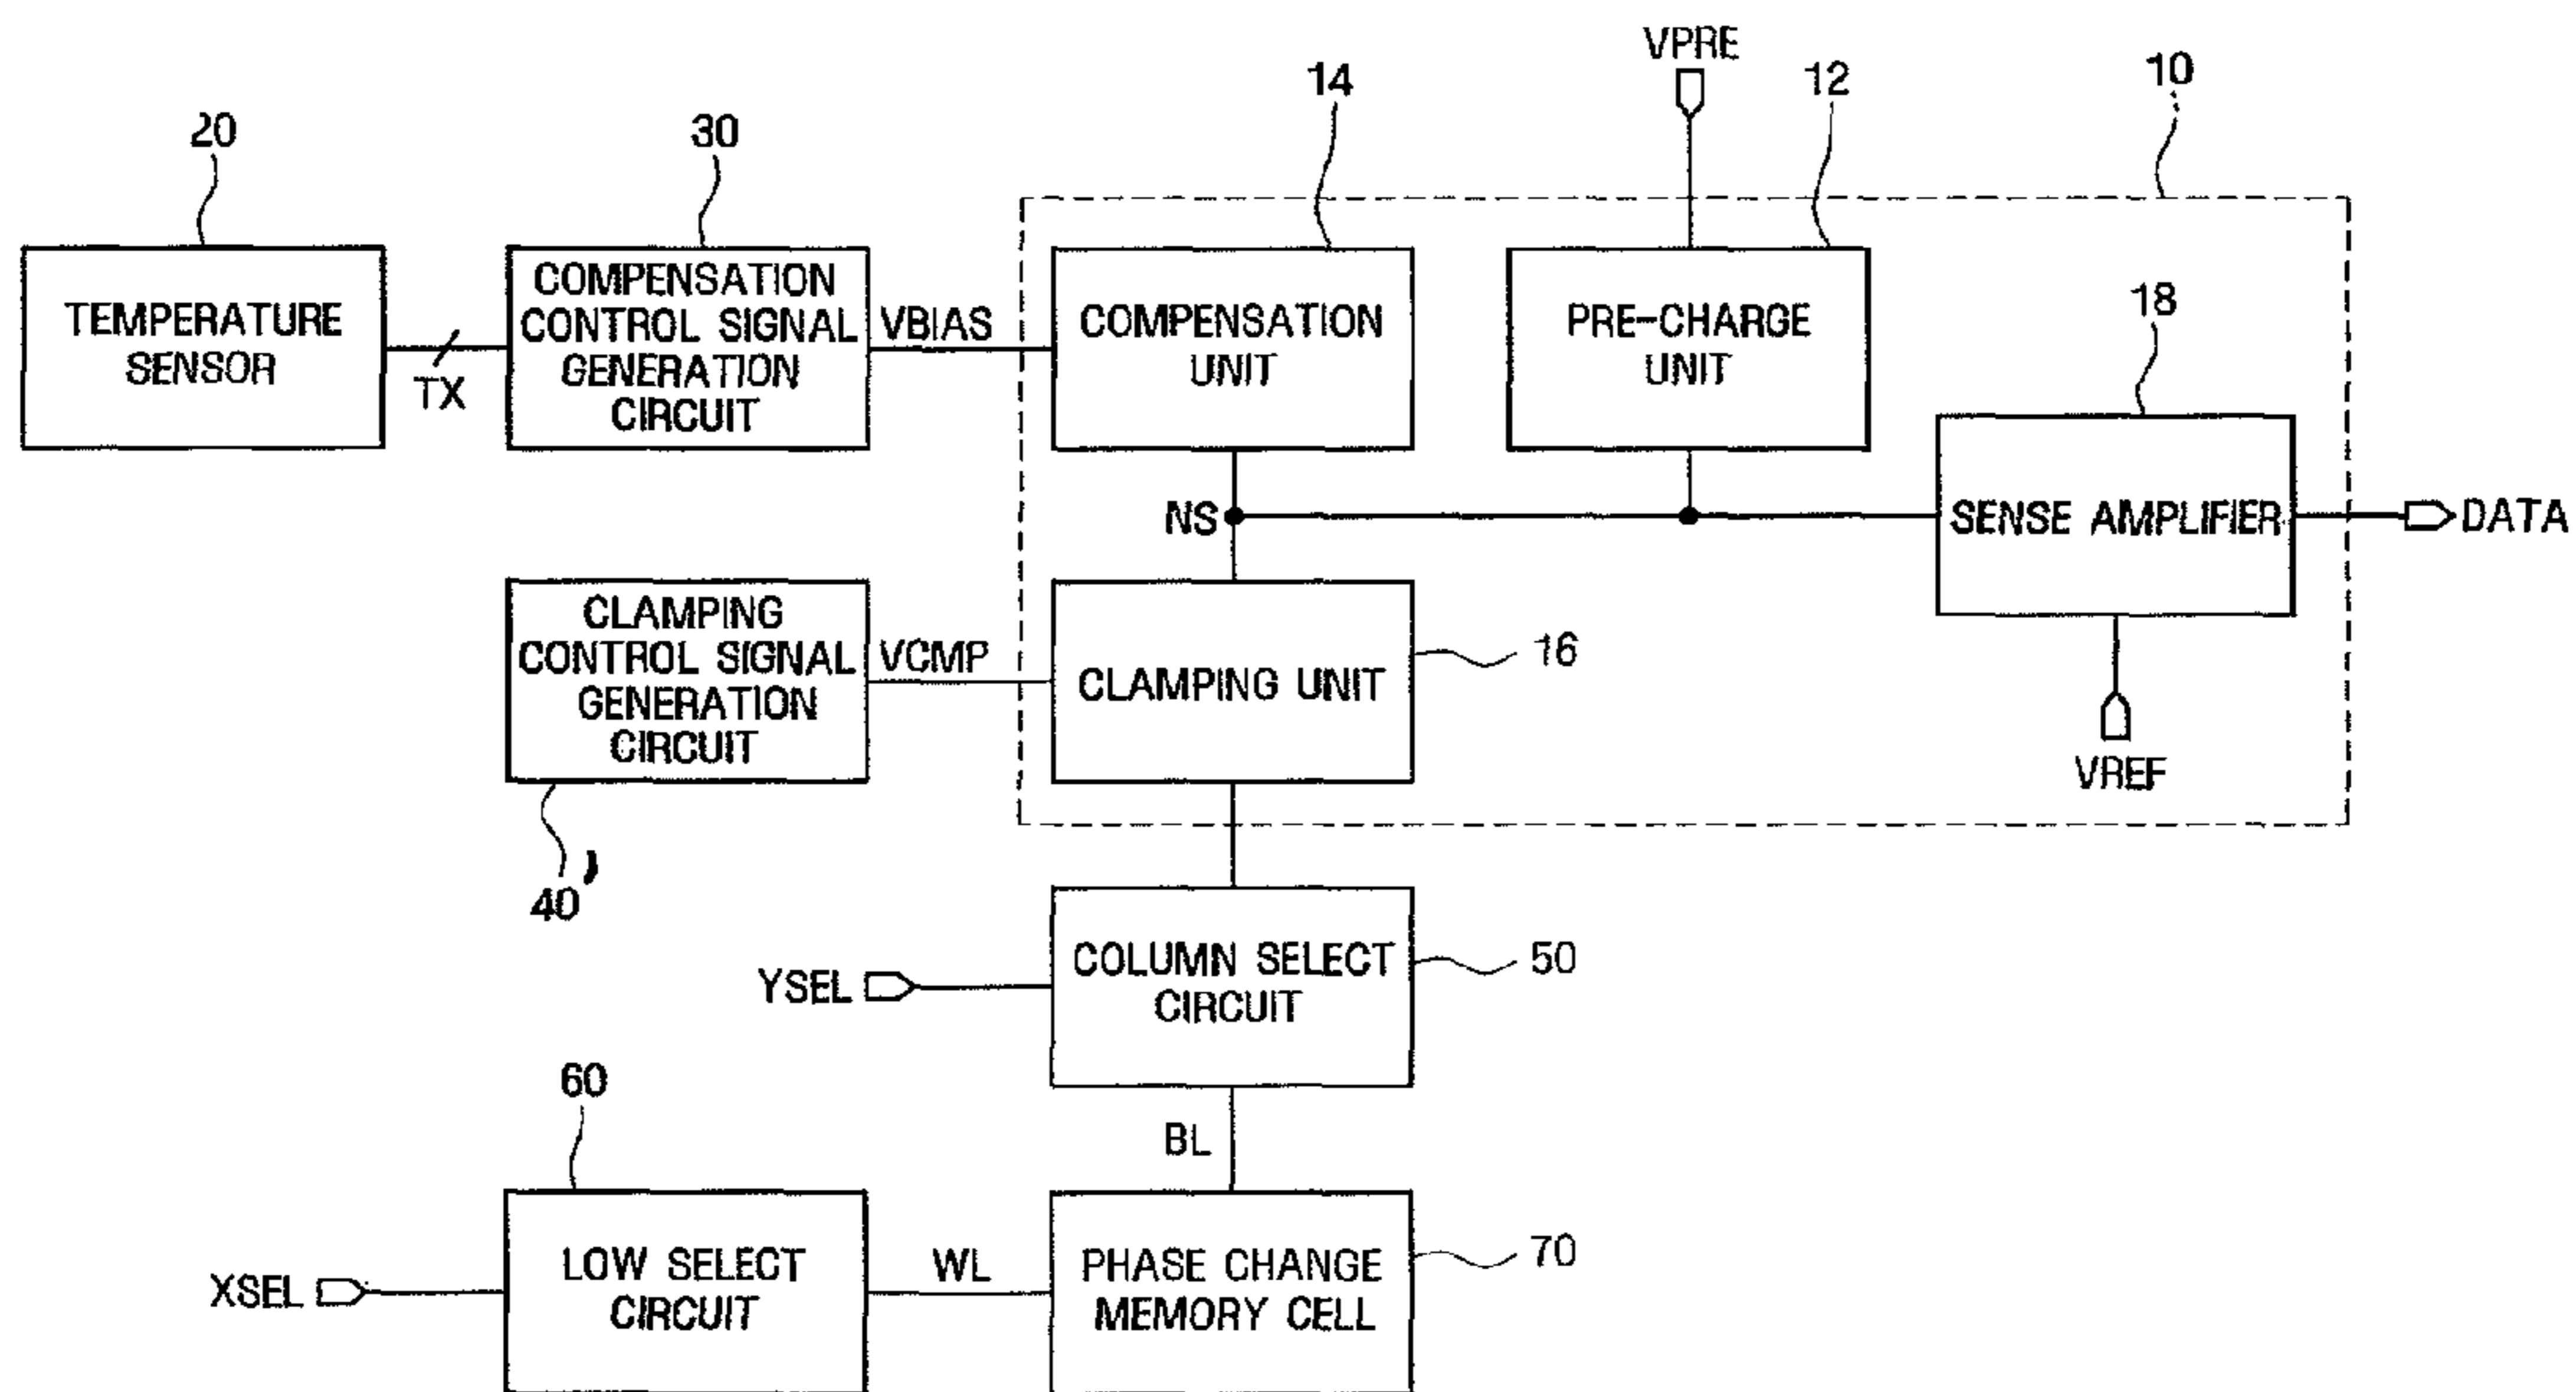 VPRE
14
12
10
20
30
TEMPERATURE
SENSOR
TX
COMPENSATION
CONTROL SIGNAL
GENERATION
CIRCUIT
VBIAS
COMPENSATION
UNIT
PRE-CHARGE
UNIT
18
NS
SENSE AMPLIFIER
DATA
CLAMPING
CONTROL SIGNAL
GENERATION
CIRCUIT
VCMP
CLAMPING UNIT
16
VREF
40
YSEL
COLUMN SELECT
CIRCUIT
50
60
BL
XSEL
LOW SELECT
CIRCUIT
WL
PHASE CHANGE
MEMORY CELL
70